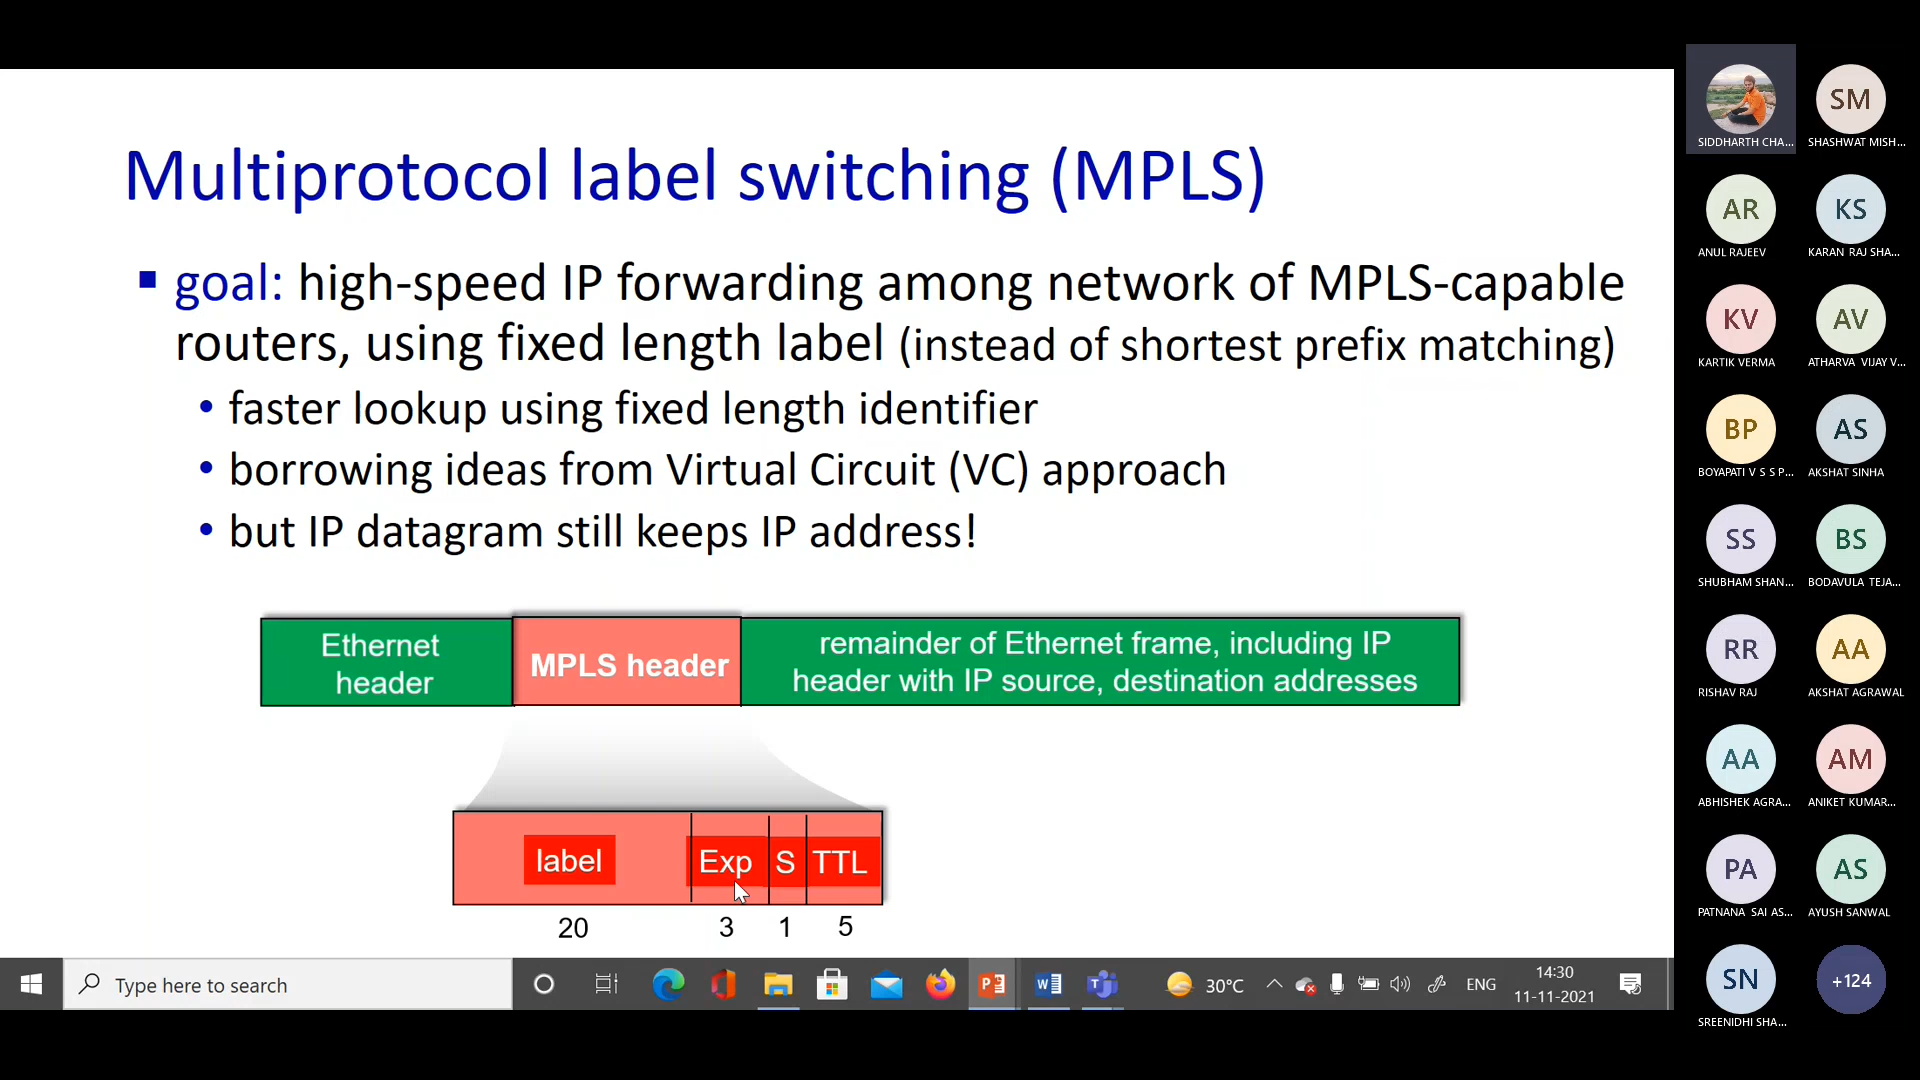 Multiprotocol label switching (MPLS)
goal: high-speed IP forwarding among network of MPLS-capable
routers, using fixed length label (instead of shortest prefix matching)
faster lookup using fixed length identifier
borrowing ideas from Virtual Circuit (VC) approach
but IP datagram still keeps IP address!
Ethernet
header
MPLS header
remainder of Ethernet frame, including IP
header with IP source, destination addresses
label
Exp
S
TTL
20
3
1
5
Type here to search
30°C
ENG
14:30
11-11-2021
SIDDHARTH CHA...
SM
SHASHWAT MISH...
AR
ANUL RAJEEV
KS
KARAN RAJ SHA...
KV
KARTIK VERMA
AV
ATHARVA VIJAY V...
BP
BOYAPATI V S S P...
AS
AKSHAT SINHA
SS
SHUBHAM SHAN...
BS
BODAVULA TEJA...
RR
RISHAV RAJ
AA
AKSHAT AGRAWAL
AA
ABHISHEK AGRA...
AM
ANIKET KUMAR...
PA
PATNANA SAI AS...
AS
AYUSH SANWAL
SN
SREENIDHI SHA...
+124